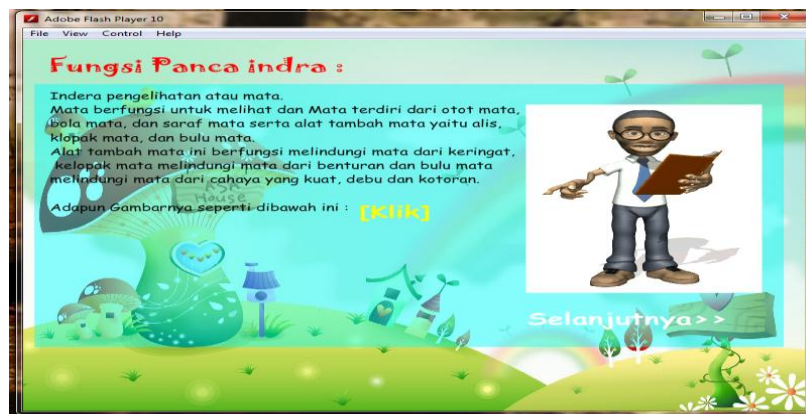 Adobe Flash Player 10
File View Control Help
Fungsi Panca indra :
Indera pengelihatan atau mata.
Mata berfungsi untuk melihat dan Mata terdiri dari otot mata,
bola mata, dan saraf mata serta alat tambah mata yaitu alis,
klopak mata, dan bulu mata.
Alat tambah mata ini berfungsi melindungi mata dari keringat,
kelopak mata melindungi mata dari benturan dan bulu mata
melindungi mata dari cahaya yang kuat, debu dan kotoran.
House
Adapun Gambarnya seperti dibawah ini : [Klik]
Selanjutnya>>